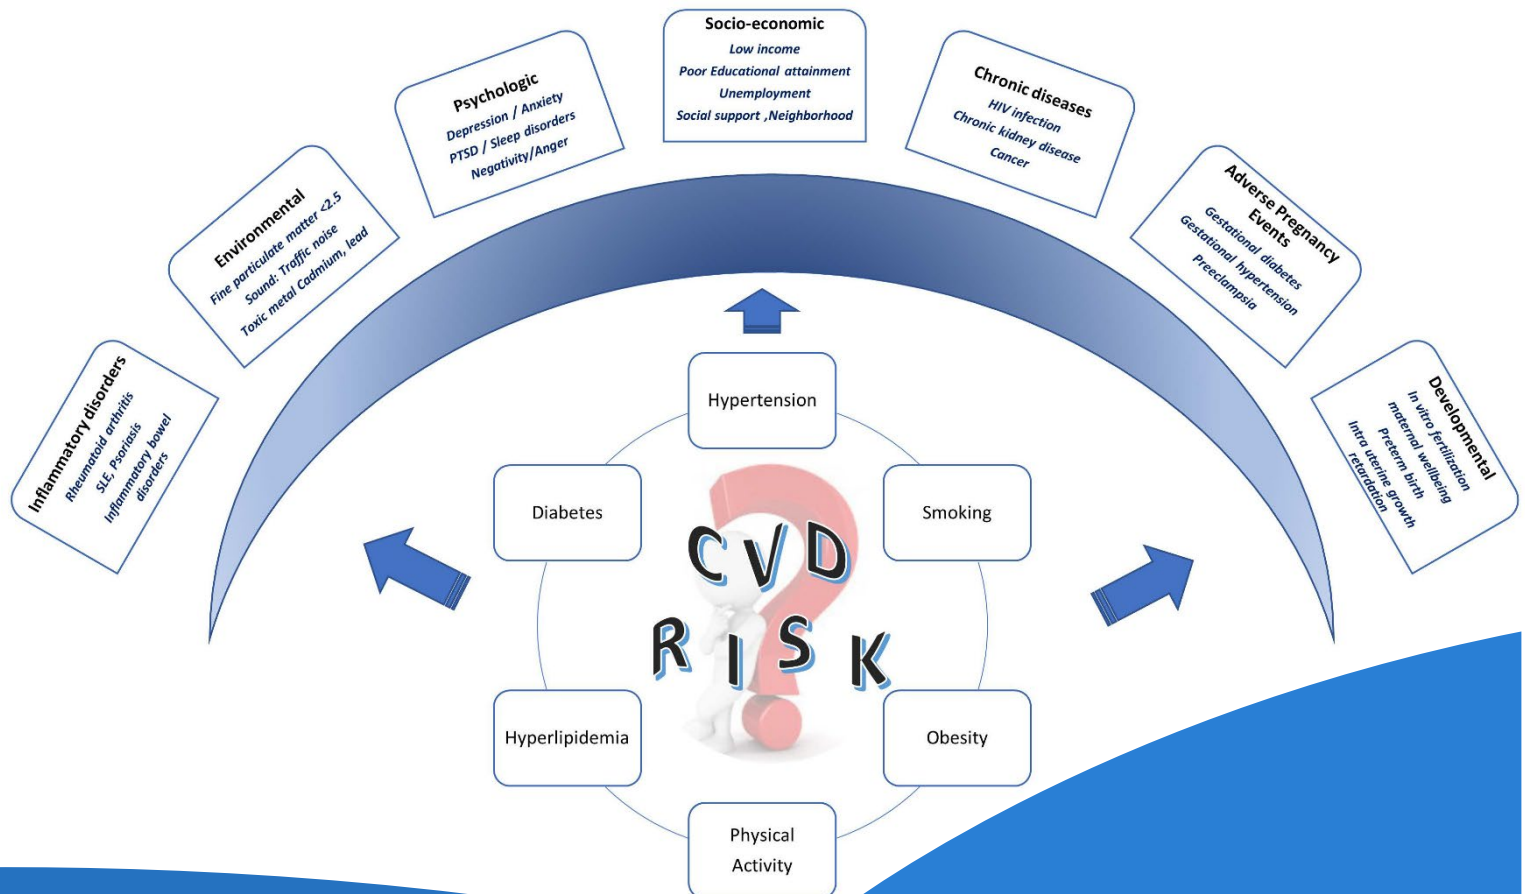 Socio-economic
Low income
Poor Educational attainment
Unemployment
Social support ,Neighborhood
Psychologic
Depression / Anxiety
PTSD / Sleep disorders
Negativity/Anger
Chronic diseases
HIV infection
Chronic kidney disease
Cancer
Environmental
Fine particulate matter <2.5
Sound: Traffic noise
Toxic metal Cadmium, lead
Adverse Pregnancy
Events
Gestational diabetes
Gestational hypertension
Preeclampsia
Inflammatory disorders
Rheumatoid arthritis
SLE, Psoriasis
Inflammatory bowel
disorders
Developmental
In vitro fertilization
maternal wellbeing
Preterm birth
Intra uterine growth
retardation
Hypertension
Diabetes
Smoking
CVD
RISK
Hyperlipidemia
Obesity
Physical
Activity